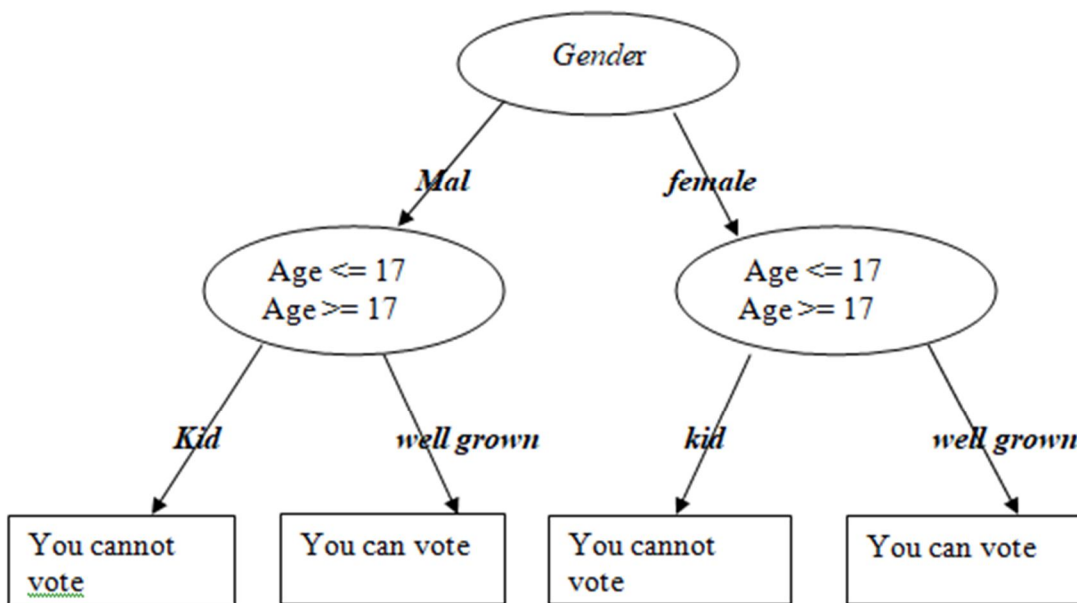 Gender
Mal
female
Age <= 17
Age >= 17
Age <= 17
Age >= 17
Kid
well grown
kid
well grown
You cannot
vote
You can vote
You cannot
vote
You can vote